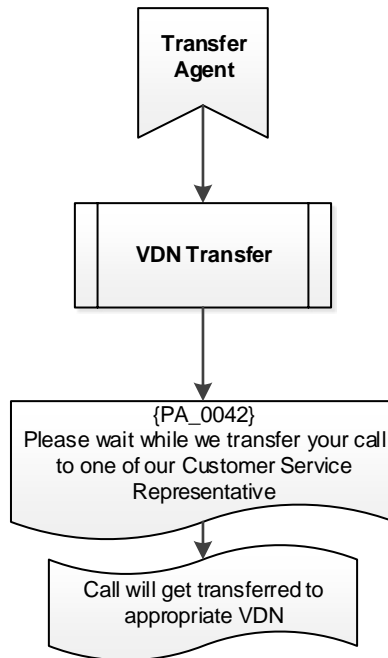 Transfer
Agent
VDN Transfer
{PA_0042}
Please wait while we transfer your call
to one of our Customer Service
Representative
Call will get transferred to
appropriate VDN